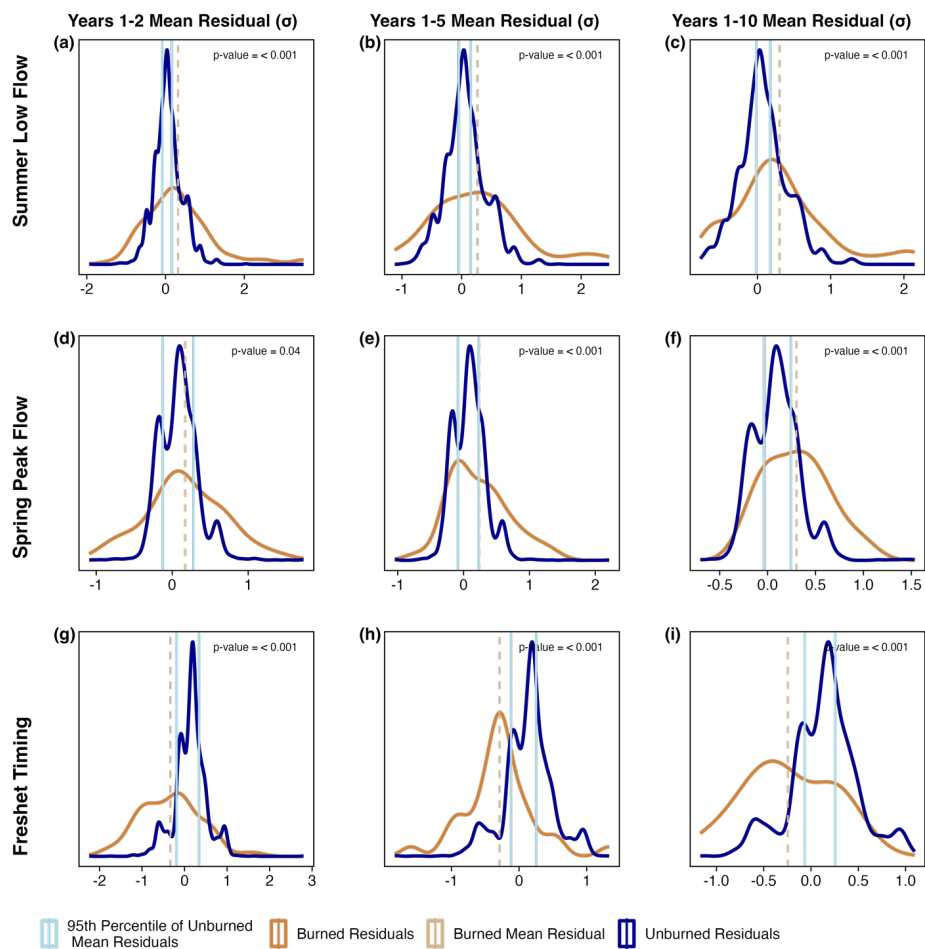 Years 1-2 Mean Residual (σ)
Years 1-5 Mean Residual (σ)
Years 1-10 Mean Residual (σ)
Summer Low Flow
(a)
p-value = < 0.001
-2
0
2
(b)
p-value = < 0.001
-1
0
1
2
(c)
p-value = < 0.001
0
1
2
Spring Peak Flow
(d)
p-value = 0.04
-1
0
1
(e)
p-value = < 0.001
-1
0
1
2
(f)
p-value = < 0.001
0.0
0.5
1.0
1.5
Freshet Timing
(g)
p-value = < 0.001
-2
-1
0
1
2
3
(h)
p-value = < 0.001
-1
0
1
(i)
p-value = < 0.001
-1.0
-0.5
0.0
0.5
1.0
95th Percentile of Unburned
Mean Residuals
Burned Residuals
Burned Mean Residual
Unburned Residuals